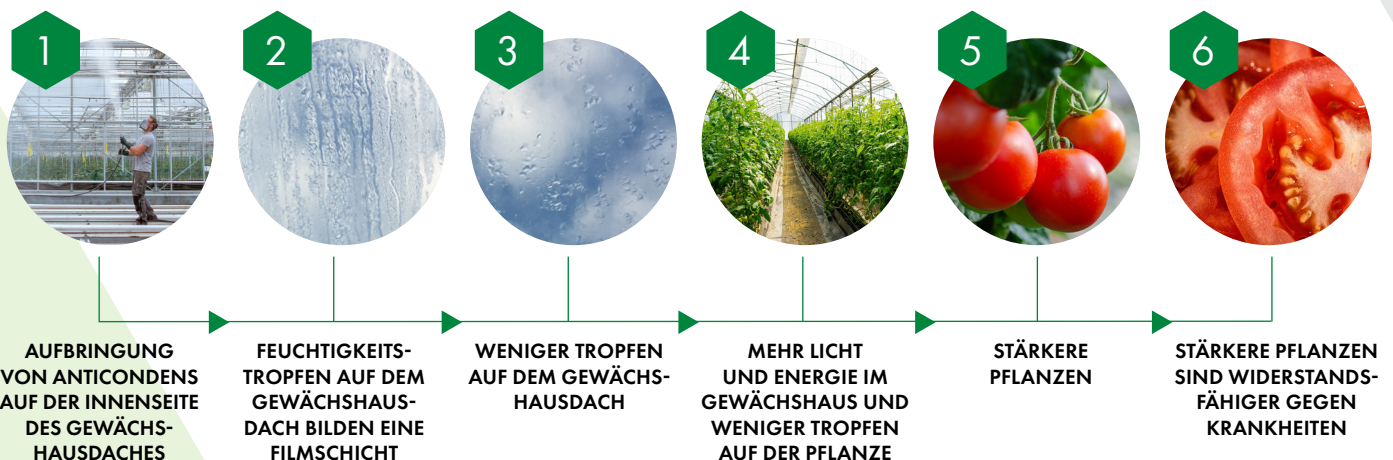 1
2
3
4
5
6
AUFBRINGUNG
VON ANTICONDENS
AUF DER INNENSEITE
DES GEWÄCHS-
HAUSDACHES
FEUCHTIGKEITS-
TROPFEN AUF DEM
GEWÄCHSHAUS-
DACH BILDEN EINE
FILMSCHICHT
WENIGER TROPFEN
AUF DEM GEWÄCHS-
HAUSDACH
MEHR LICHT
UND ENERGIE IM
GEWÄCHSHAUS UND
WENIGER TROPFEN
AUF DER PFLANZE
STÄRKERE
PFLANZEN
STÄRKERE PFLANZEN
SIND WIDERSTANDS-
FÄHIGER GEGEN
KRANKHEITEN